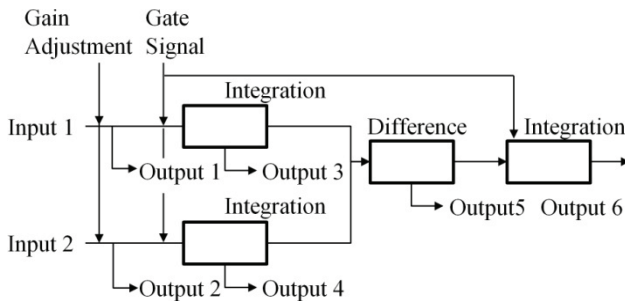 Gain
Adjustment
Gate
Signal
Integration
Input 1
Difference
Integration
Output 1
Output 3
Integration
Output5
Output 6
Input 2
Output 2
Output 4